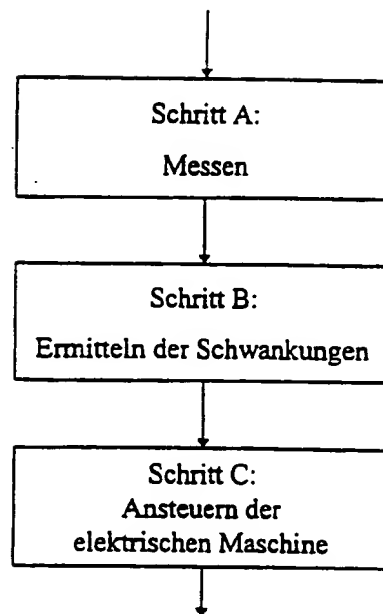 Schritt A:
Messen
Schritt B:
Ermitteln der Schwankungen
Schritt C:
Ansteuern der
elektrischen Maschine